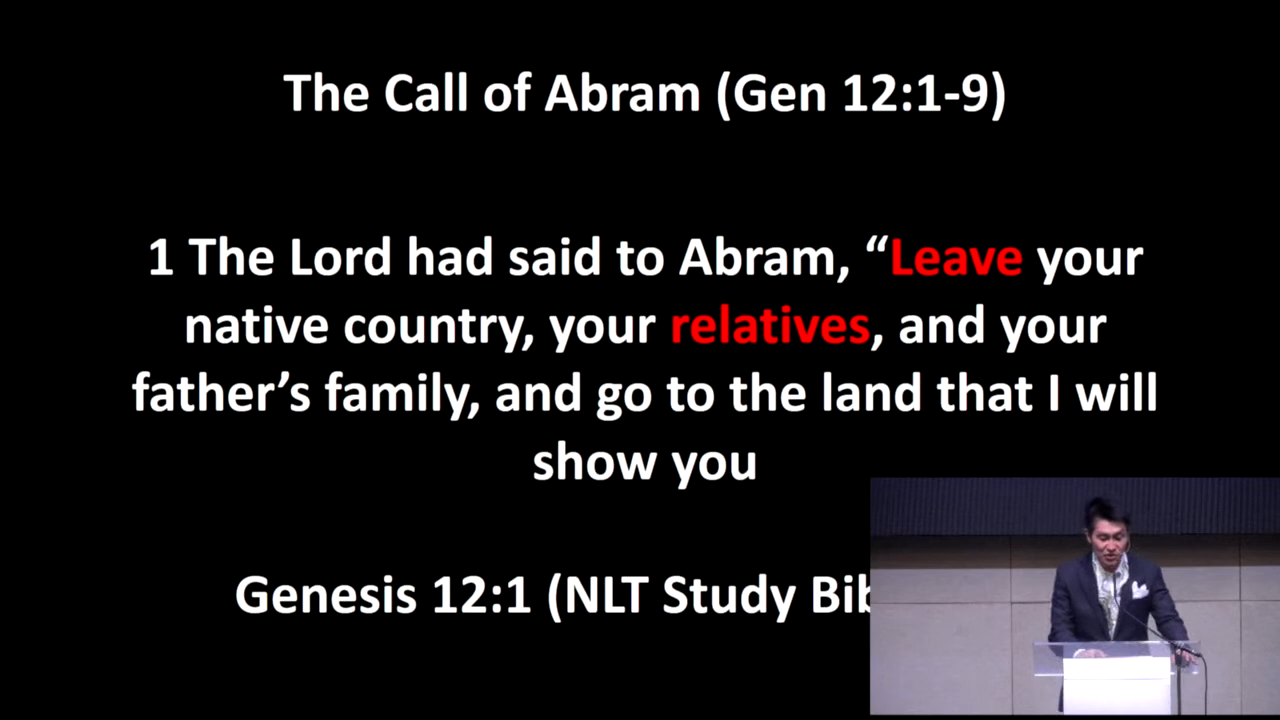 The Call of Abram (Gen 12:1-9)
1 The Lord had said to Abram, “Leave your
native country, your relatives, and your
father’s family, and go to the land that I will
show you
Genesis 12:1 (NLT Study